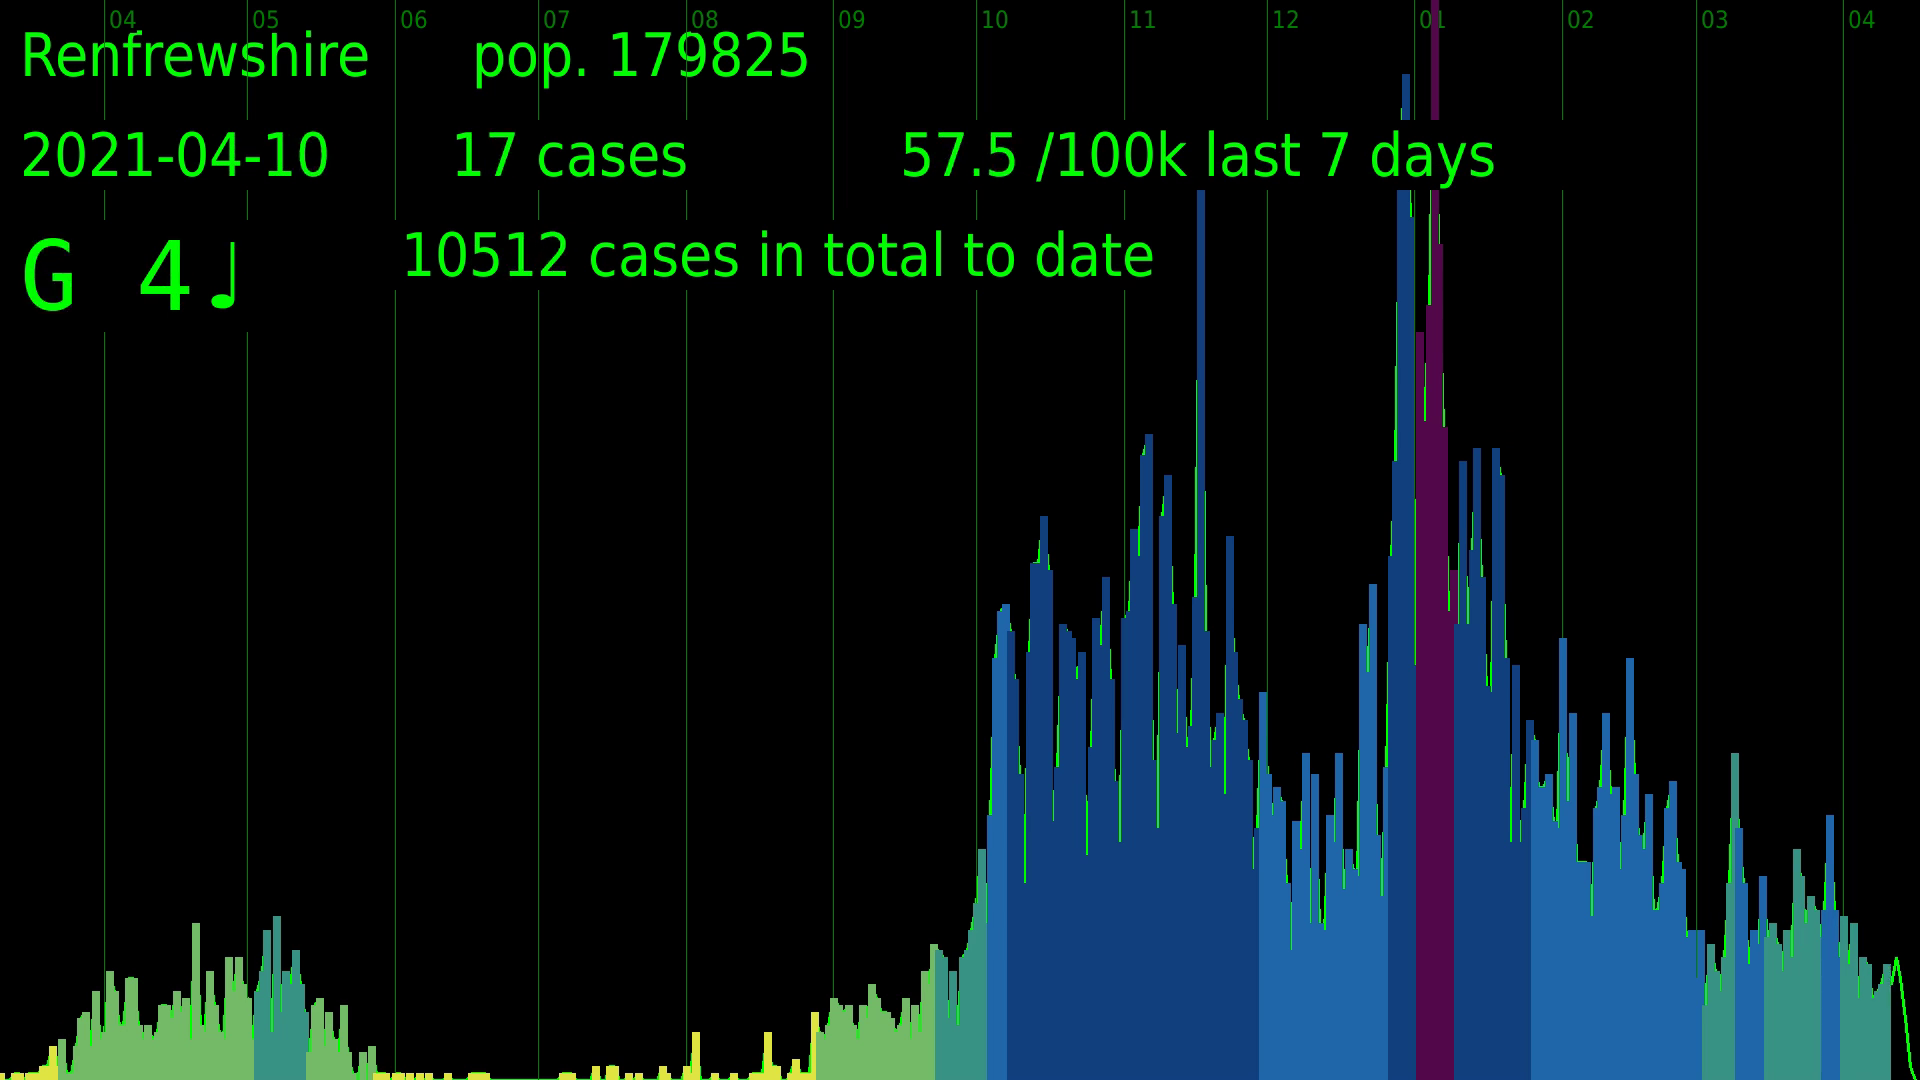 04 05 06 07 08 09 10 11 12 01 02 03 04
Renfrewshire pop. 179825
2021-04-10 17 cases 57.5 /100k last 7 days
G 4♩ 10512 cases in total to date